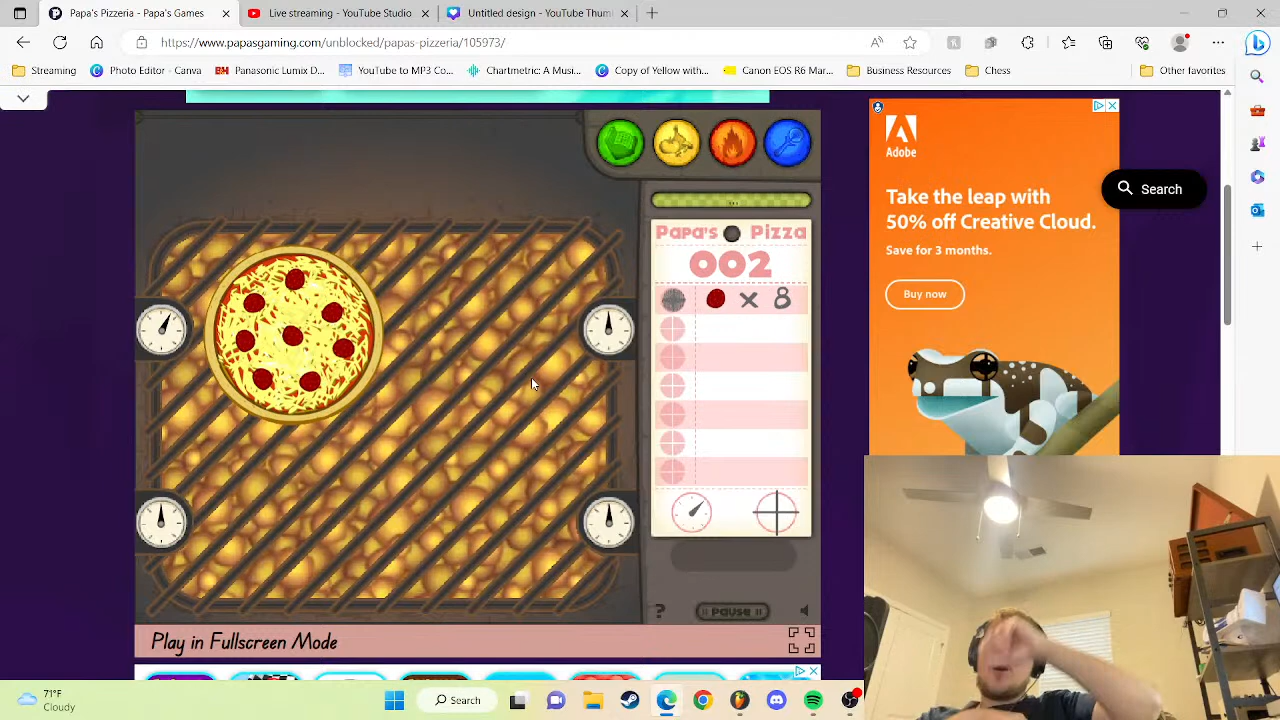 Papa's Pizzeria - Papa's Games
Live streaming - YouTube Studio
Untitled design - YouTube Thum
https://www.papasgaming.com/unblocked/papas-pizzeria/105973/
Streaming
Photo Editor - Canva
Panasonic Lumix D...
YouTube to MP3 Co...
Chartmetric | A Musi...
Copy of Yellow with...
Canon EOS R6 Mar...
Business Resources
Chess
Other favorites
Adobe
Take the leap with
50% off Creative Cloud.
Save for 3 months.
Buy now
Search
Papa's Pizza
002
x 8
? PAUSE
Play in Fullscreen Mode
71°F
Cloudy
Search